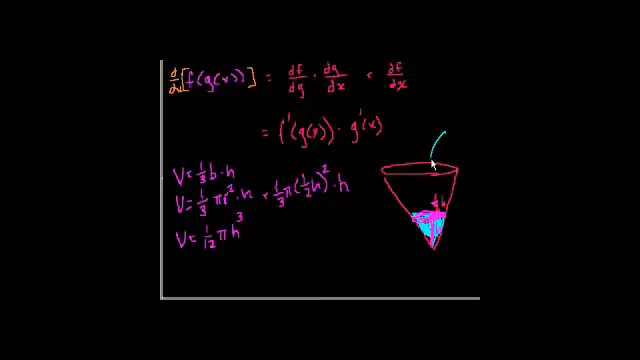 d/dx [f(g(x))] = df/dg · dg/dx = df/dx
= f'(g(x)) · g'(x)
V = 1/3 b · h
V = 1/3 πr² · h = 1/3 π(1/2 h)² · h
V = 1/12 πh³